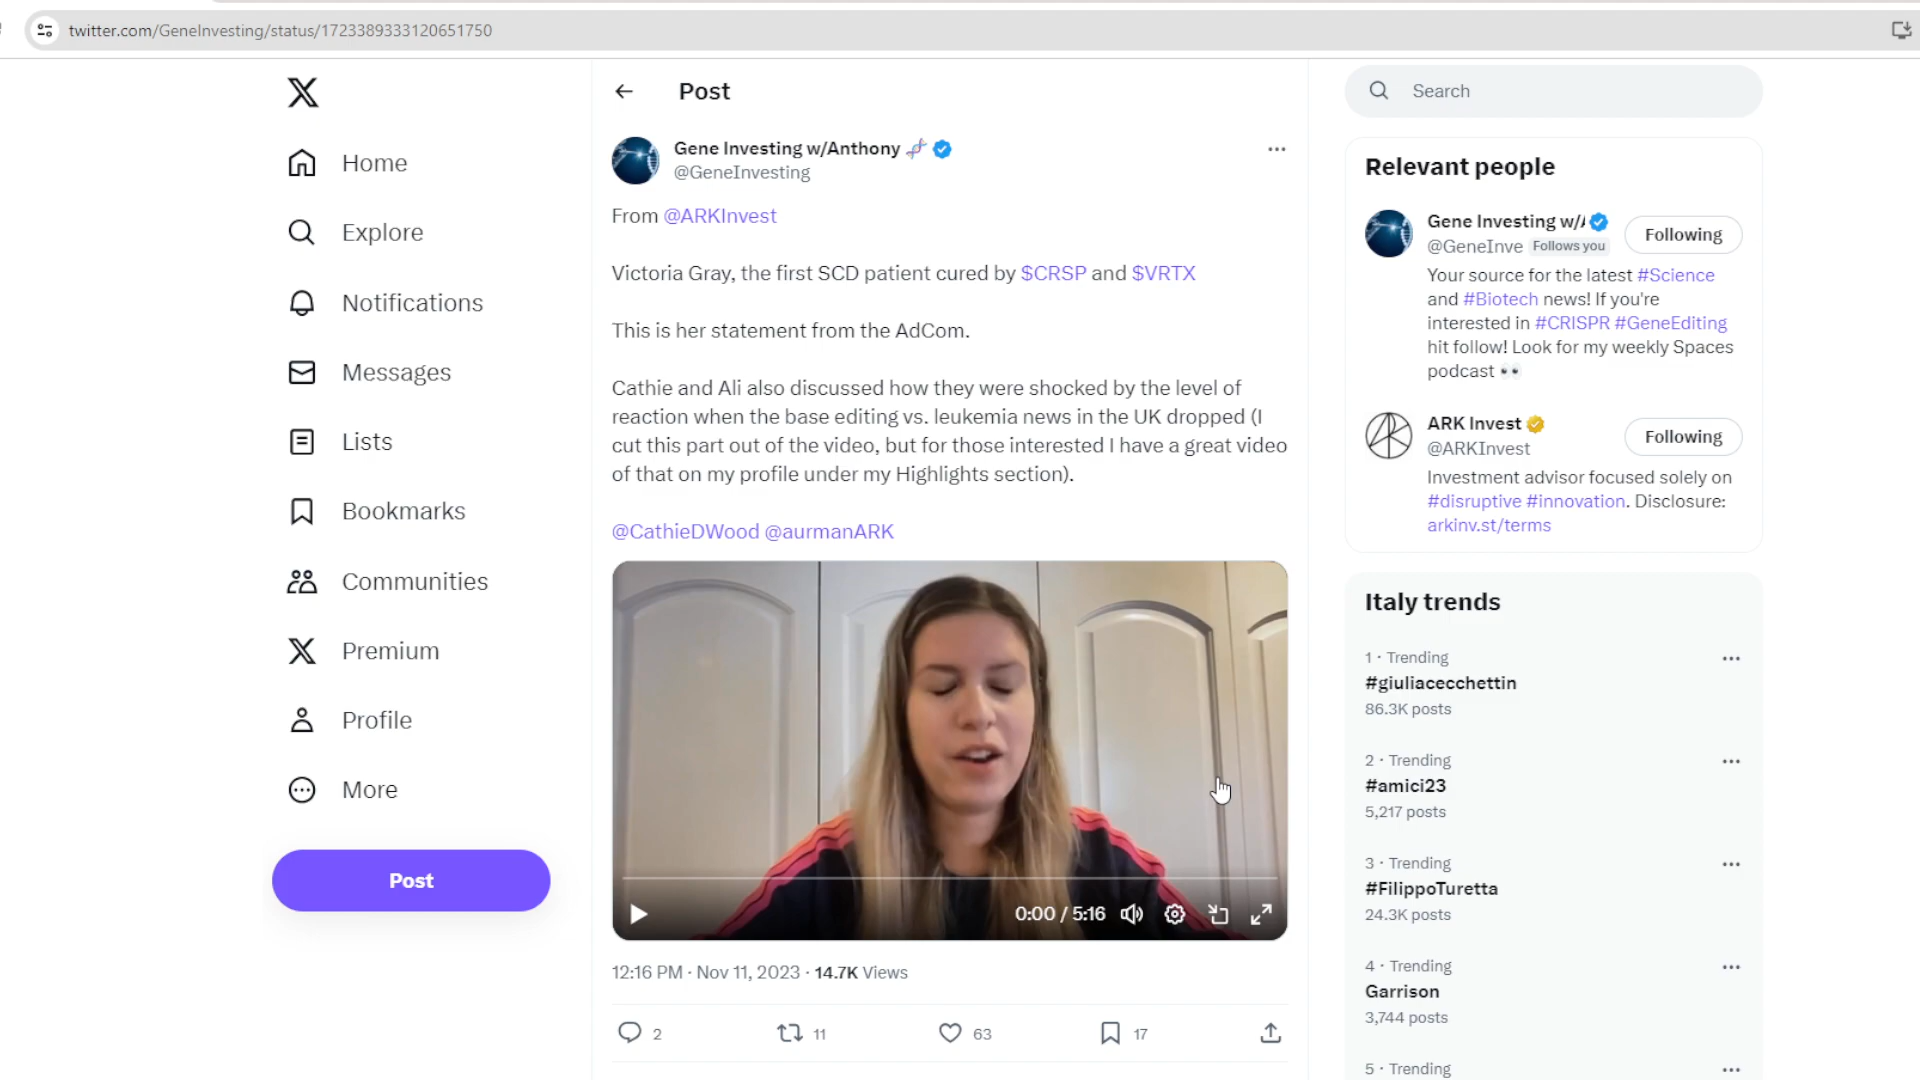 twitter.com/GeneInvesting/status/1723389333120651750
Home
Explore
Notifications
Messages
Lists
Bookmarks
Communities
Premium
Profile
More
Post
Post
Gene Investing w/Anthony
@GeneInvesting
From @ARKInvest
Victoria Gray, the first SCD patient cured by $CRSP and $VRTX
This is her statement from the AdCom.
Cathie and Ali also discussed how they were shocked by the level of
reaction when the base editing vs. leukemia news in the UK dropped (I
cut this part out of the video, but for those interested I have a great video
of that on my profile under my Highlights section).
@CathieDWood @aurmanARK
0:00 / 5:16
12:16 PM · Nov 11, 2023 · 14.7K Views
2 11 63 17
Search
Relevant people
Gene Investing w/
@GeneInve Follows you
Following
Your source for the latest #Science
and #Biotech news! If you're
interested in #CRISPR #GeneEditing
hit follow! Look for my weekly Spaces
podcast
ARK Invest
@ARKInvest
Following
Investment advisor focused solely on
#disruptive #innovation. Disclosure:
arkinv.st/terms
Italy trends
1 · Trending
#giuliacecchettin
86.3K posts
2 · Trending
#amici23
5,217 posts
3 · Trending
#FilippoTuretta
24.3K posts
4 · Trending
Garrison
3,744 posts
5 · Trending